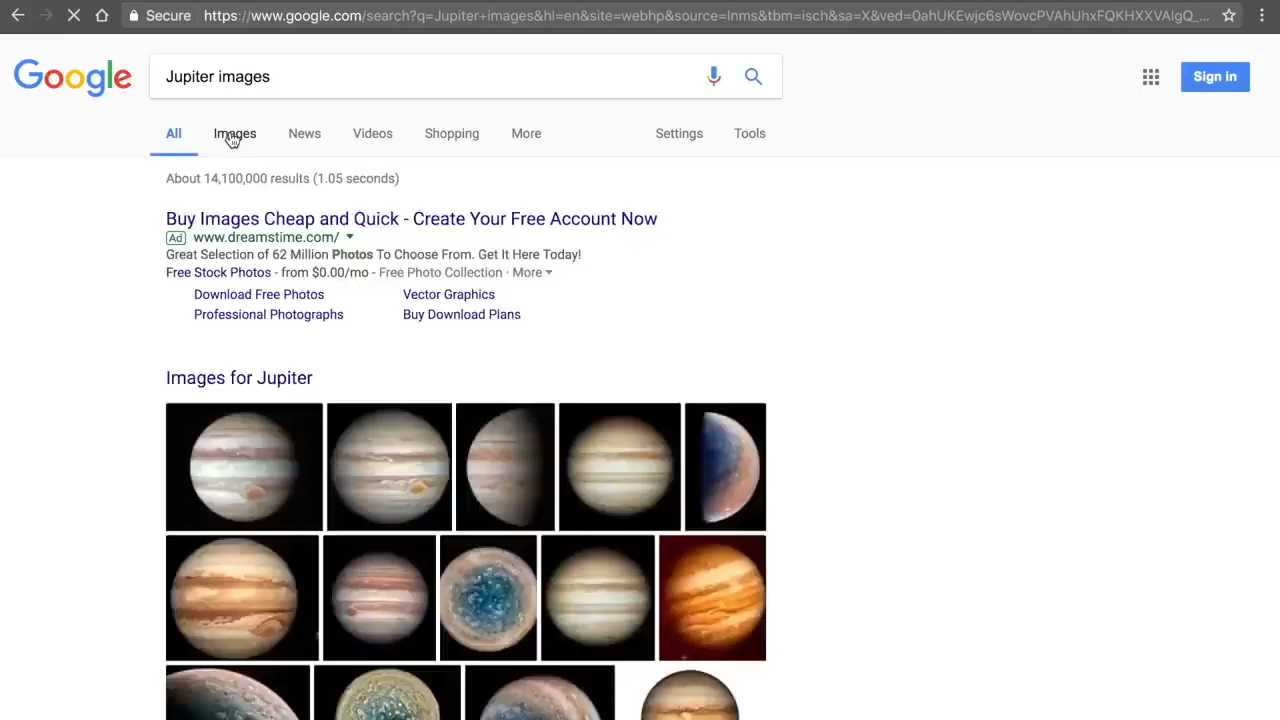 Secure https://www.google.com/search?q=Jupiter+images&hl=en&site=webhp&source=lnms&tbm=isch&sa=X&ved=0ahUKEwjc6sWovcPVAhUhxFQKHXXVAlgQ_...
Google Jupiter images Sign in
All Images News Videos Shopping More Settings Tools
About 14,100,000 results (1.05 seconds)
Buy Images Cheap and Quick - Create Your Free Account Now
Ad www.dreamstime.com/
Great Selection of 62 Million Photos To Choose From. Get It Here Today!
Free Stock Photos - from $0.00/mo - Free Photo Collection · More
Download Free Photos Vector Graphics
Professional Photographs Buy Download Plans
Images for Jupiter